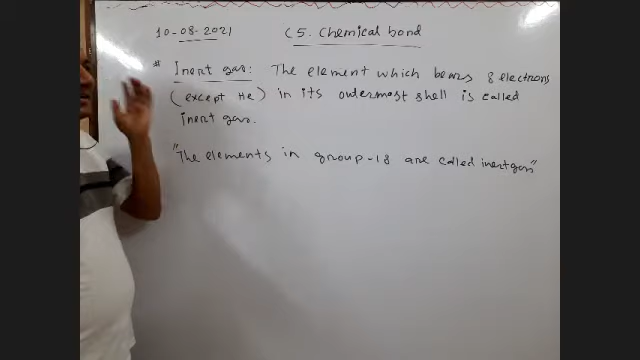 10-08-2021
C5. Chemical bond
* Inert gas: The element which bears 8 electrons
(except He) in its outermost shell is called
inert gas.
"The elements in group-18 are called inert gas"